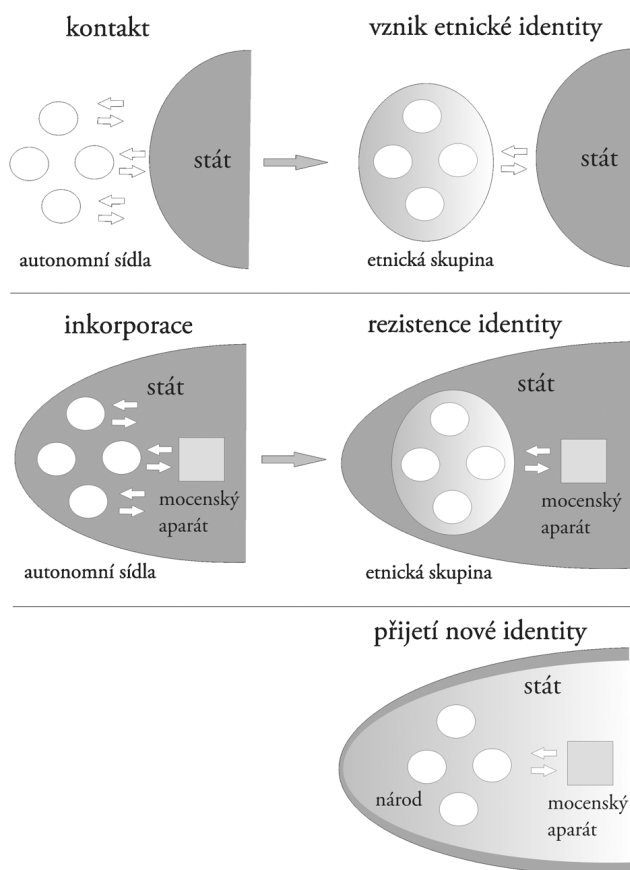 kontakt
vznik etnické identity
stát
stát
autonomní sídla
etnická skupina
inkorporace
rezistence identity
stát
stát
mocenský
aparát
mocenský
aparát
autonomní sídla
etnická skupina
přijetí nové identity
stát
národ
mocenský
aparát